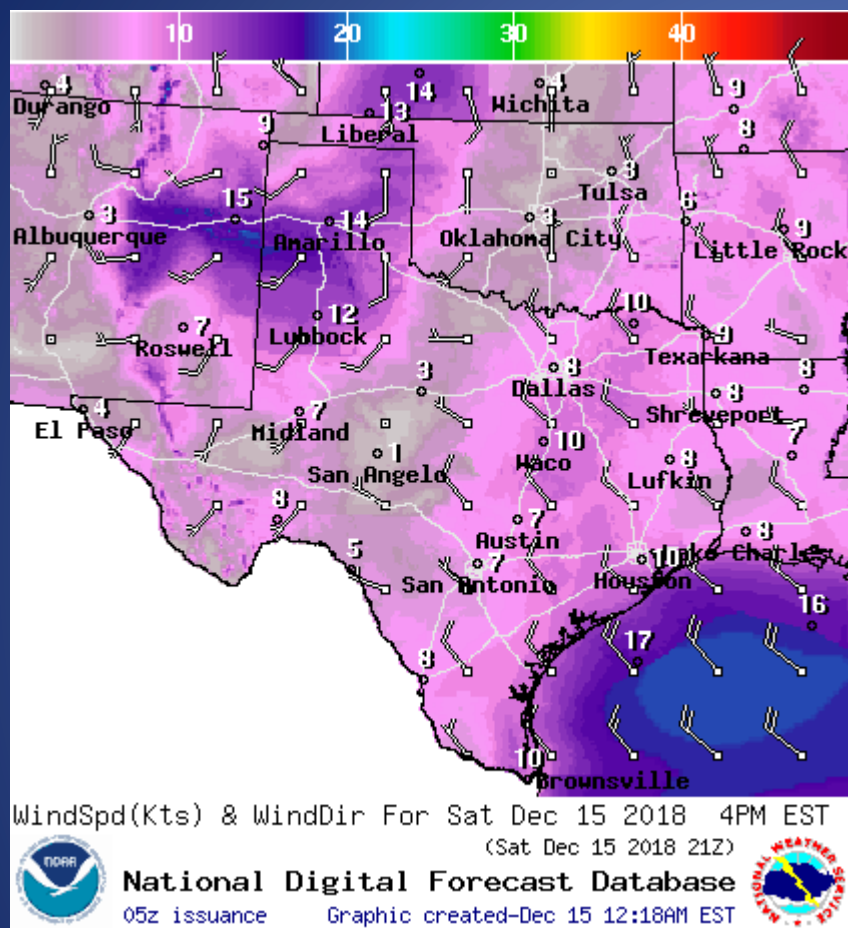 10 20 30 40
4 14 4 9
Durango Liberal Wichita
13
9 8
3 Tulsa
3 15 14 3 6 9
Albuquerque Amarillo Oklahoma City Little Rock
7 12 10 9
Roswell Lubbock Texarkana
3 8 8 8
Dallas Shreveport
4 7 10 7
El Paso Midland Waco
1 8
San Angelo Lufkin
8 7 8
Austin Lake Charle
5 7 10
San Antonio Houston
16
17
8
10
Brownsville
WindSpd(Kts) & WindDir For Sat Dec 15 2018 4PM EST
(Sat Dec 15 2018 21Z)
noaa
National Digital Forecast Database
05z issuance Graphic created-Dec 15 12:18AM EST
NATIONAL WEATHER SERVICE